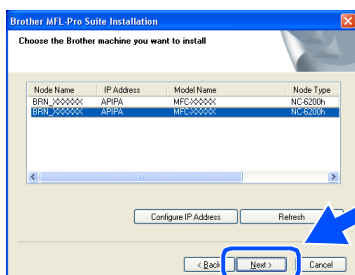 Brother MFL-Pro Suite Installation
Choose the Brother machine you want to install
Node Name IP Address Model Name Node Type
BRN_XXXXXX APIPA MFC-XXXXX NC-6200h
BRN_XXXXXX APIPA MFC-XXXXX NC-6200h
Configure IP Address Refresh
< Back Next > Cancel